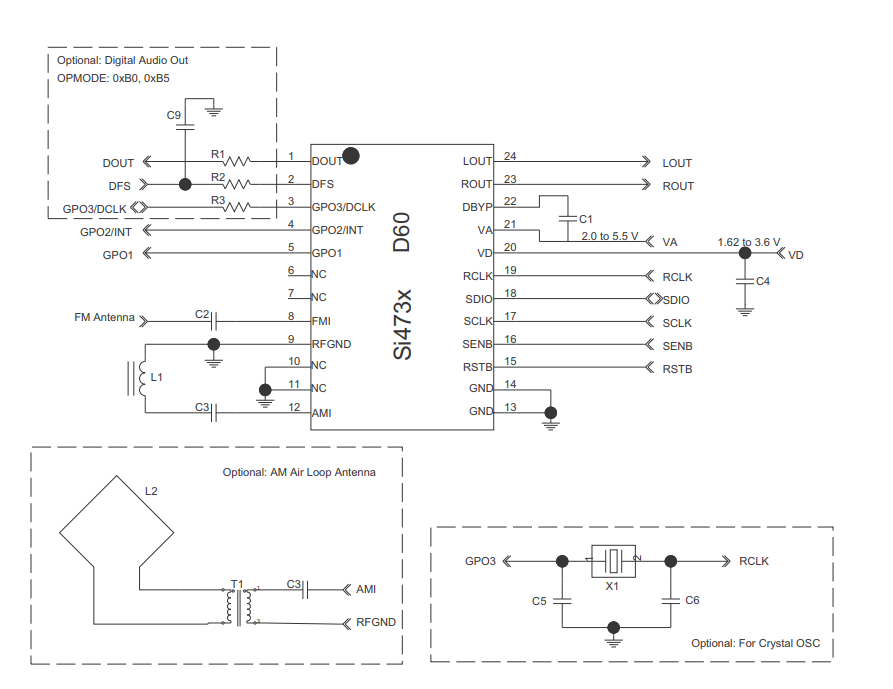 Optional: Digital Audio Out
OPMODE: 0xB0, 0xB5
C9
DOUT R1 1 DOUT LOUT 24 LOUT
DFS R2 2 DFS ROUT 23 ROUT
GPO3/DCLK R3 3 GPO3/DCLK DBYP 22
C1
GPO2/INT 4 GPO2/INT VA 21 2.0 to 5.5 V VA
GPO1 5 GPO1 VD 20 1.62 to 3.6 V VD
C4
6 NC RCLK 19 RCLK
7 NC SDIO 18 SDIO
FM Antenna C2 8 FMI SCLK 17 SCLK
9 RFGND SENB 16 SENB
10 NC RSTB 15 RSTB
L1
11 NC GND 14
C3 12 AMI GND 13
Si473x D60
Optional: AM Air Loop Antenna
L2
T1 C3 AMI
1
3
RFGND
GPO3 1 2 RCLK
X1
C5 C6
Optional: For Crystal OSC